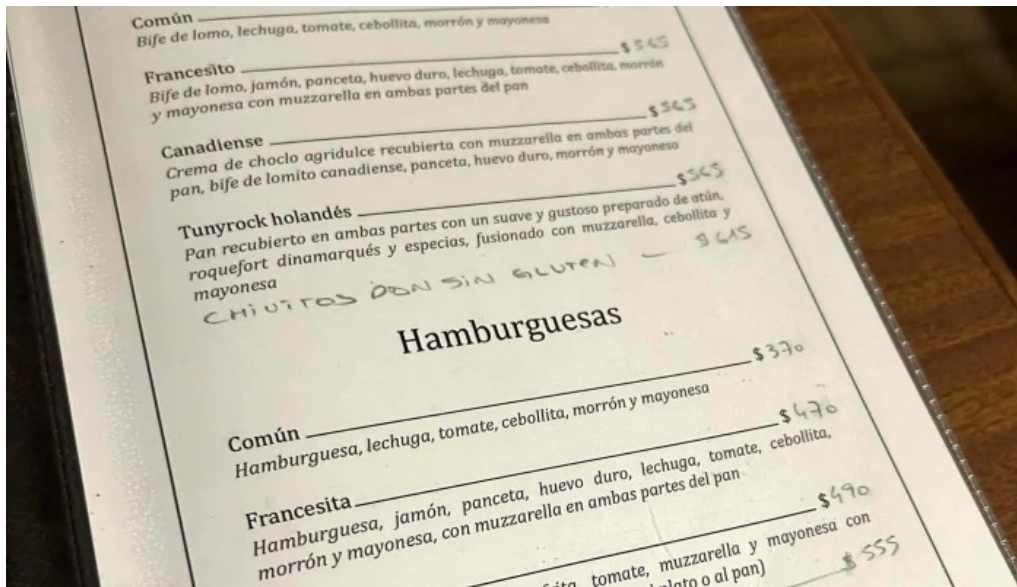 Común
Bife de lomo, lechuga, tomate, cebollita, morrón y mayonesa
Francesito $565
Bife de lomo, jamón, panceta, huevo duro, lechuga, tomate, cebollita, morrón
y mayonesa con muzzarella en ambas partes del pan
Canadiense $565
Crema de choclo agridulce recubierta con muzzarella en ambas partes del
pan, bife de lomito canadiense, panceta, huevo duro, morrón y mayonesa
Tunyrock holandés $565
Pan recubierto en ambas partes con un suave y gustoso preparado de atún,
roquefort dinamarqués y especias, fusionado con muzzarella, cebollita y
mayonesa
CHIVITOS SIN GLUTEN — $615
Hamburguesas
Común $370
Hamburguesa, lechuga, tomate, cebollita, morrón y mayonesa
Francesita $470
Hamburguesa, jamón, panceta, huevo duro, lechuga, tomate, cebollita,
morrón y mayonesa, con muzzarella en ambas partes del pan
$490
tomate, muzzarella y mayonesa con
o al pan) $555